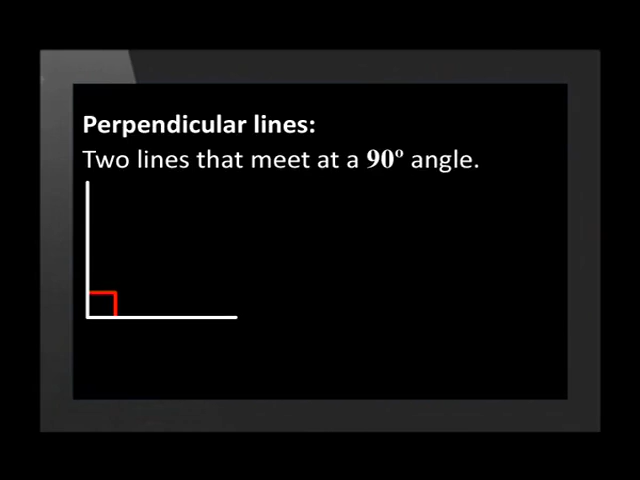 Perpendicular lines:
Two lines that meet at a 90º angle.